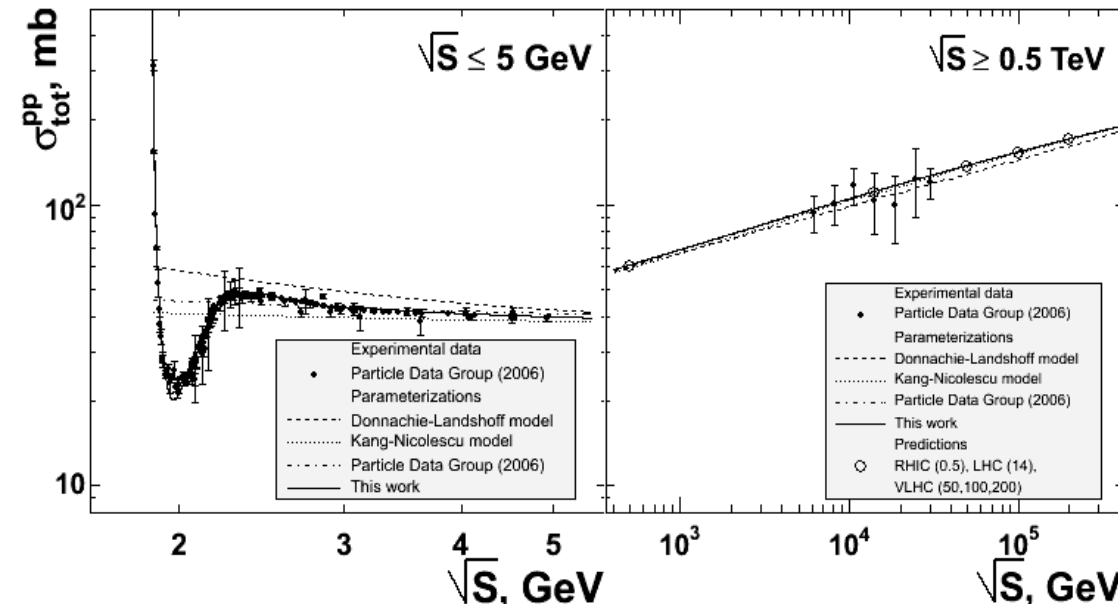 σ^pp_tot, mb
10²
10
√S ≤ 5 GeV
Experimental data
Particle Data Group (2006)
Parameterizations
Donnachie-Landshoff model
Kang-Nicolescu model
Particle Data Group (2006)
This work
2
3
4
5
√S, GeV
√S ≥ 0.5 TeV
Experimental data
Particle Data Group (2006)
Parameterizations
Donnachie-Landshoff model
Kang-Nicolescu model
Particle Data Group (2006)
This work
Predictions
RHIC (0.5), LHC (14),
VLHC (50,100,200)
10³
10⁴
10⁵
√S, GeV